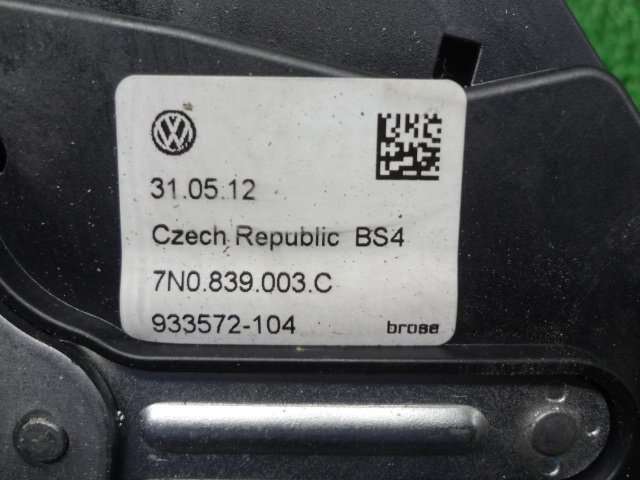 31.05.12
Czech Republic BS4
7N0.839.003.C
933572-104 brose